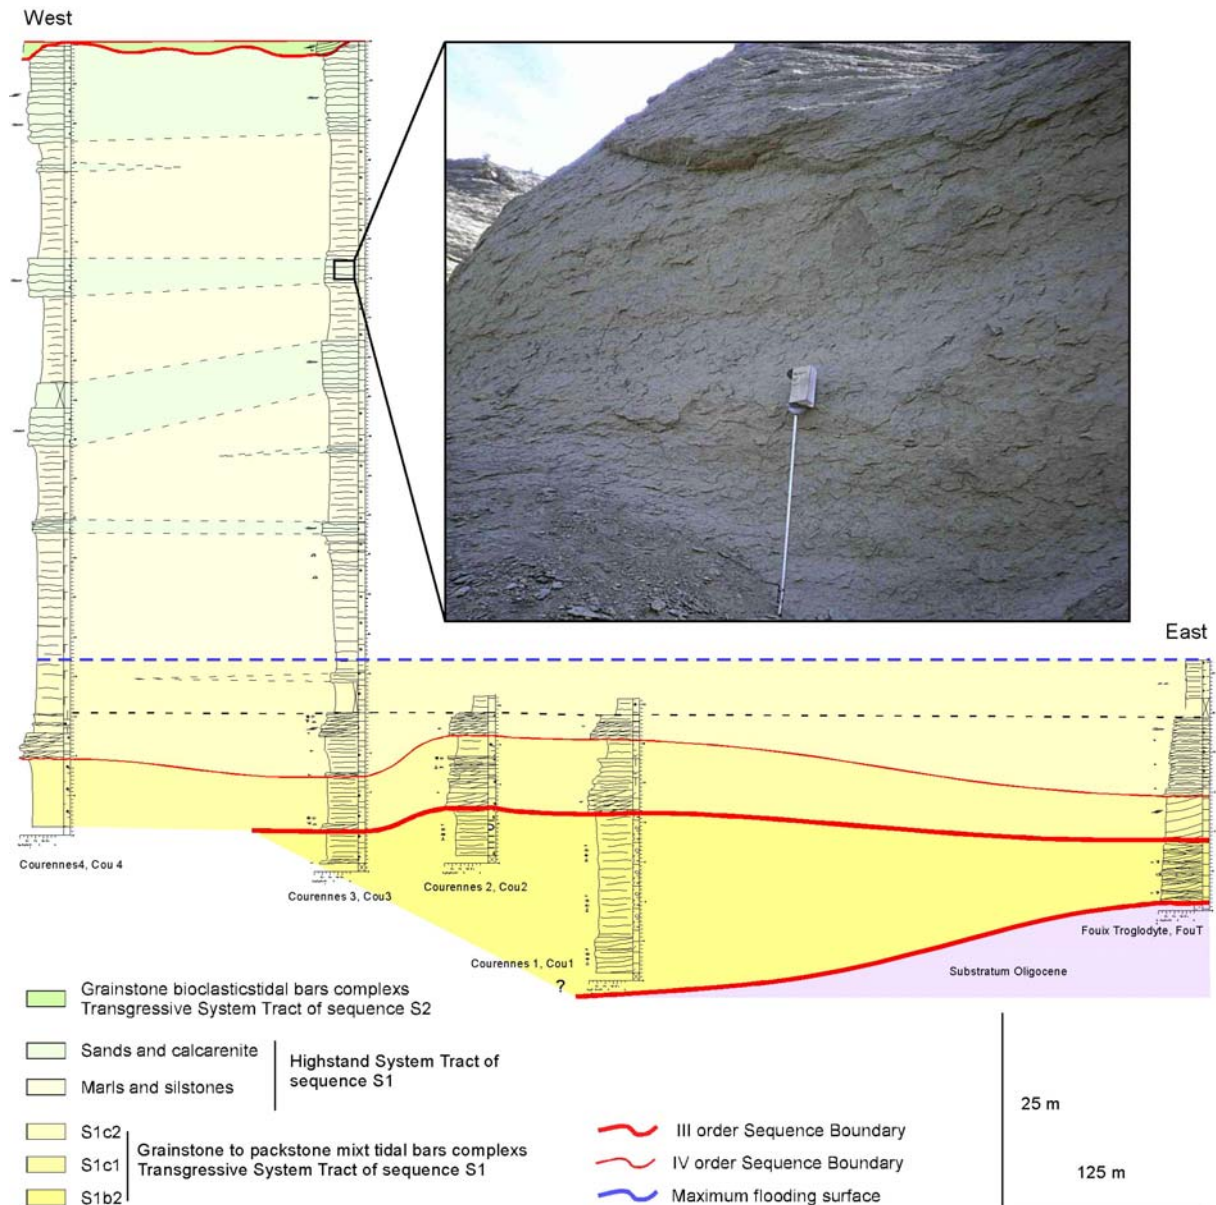 West
East
Courennes4, Cou 4
Courennes 3, Cou3
Courennes 2, Cou2
Courennes 1, Cou1
?
Fouix Troglodyte, FouT
Substratum Oligocene
Grainstone bioclasticstidal bars complexs
Transgressive System Tract of sequence S2
Sands and calcarenite
Marls and silstones
Highstand System Tract of
sequence S1
S1c2
S1c1
S1b2
Grainstone to packstone mixt tidal bars complexs
Transgressive System Tract of sequence S1
III order Sequence Boundary
IV order Sequence Boundary
Maximum flooding surface
25 m
125 m